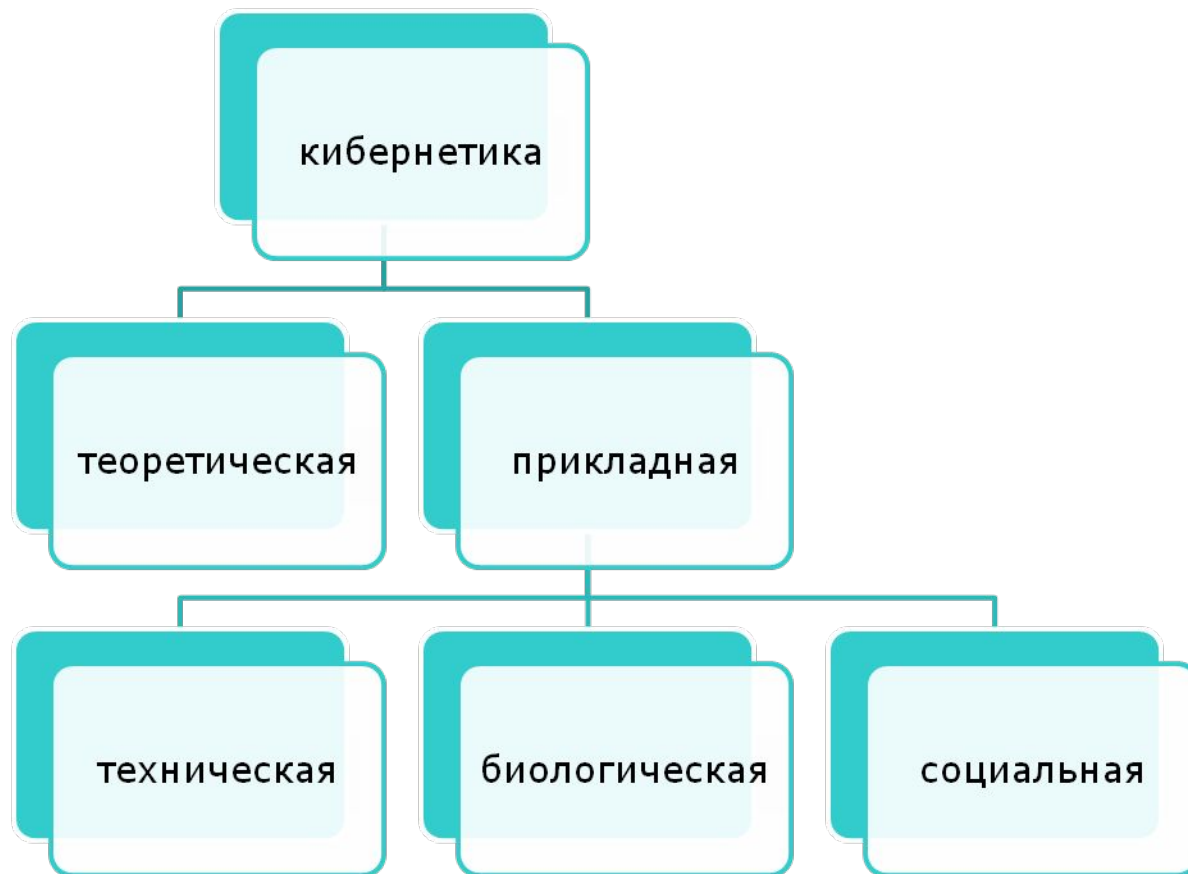 кибернетика
теоретическая
прикладная
техническая
биологическая
социальная